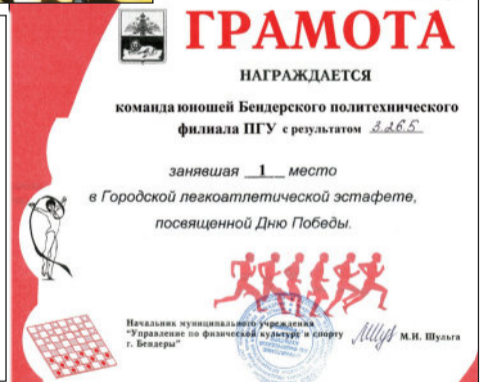 ГРАМОТА
НАГРАЖДАЕТСЯ
команда юношей Бендерского политехнического
филиала ПГУ с результатом 3.26.5
занявшая 1 место
в Городской легкоатлетической эстафете,
посвященной Дню Победы.
Начальник муниципального учреждения
"Управление по физической культуре и спорту
г. Бендеры"
М.И. Шульга